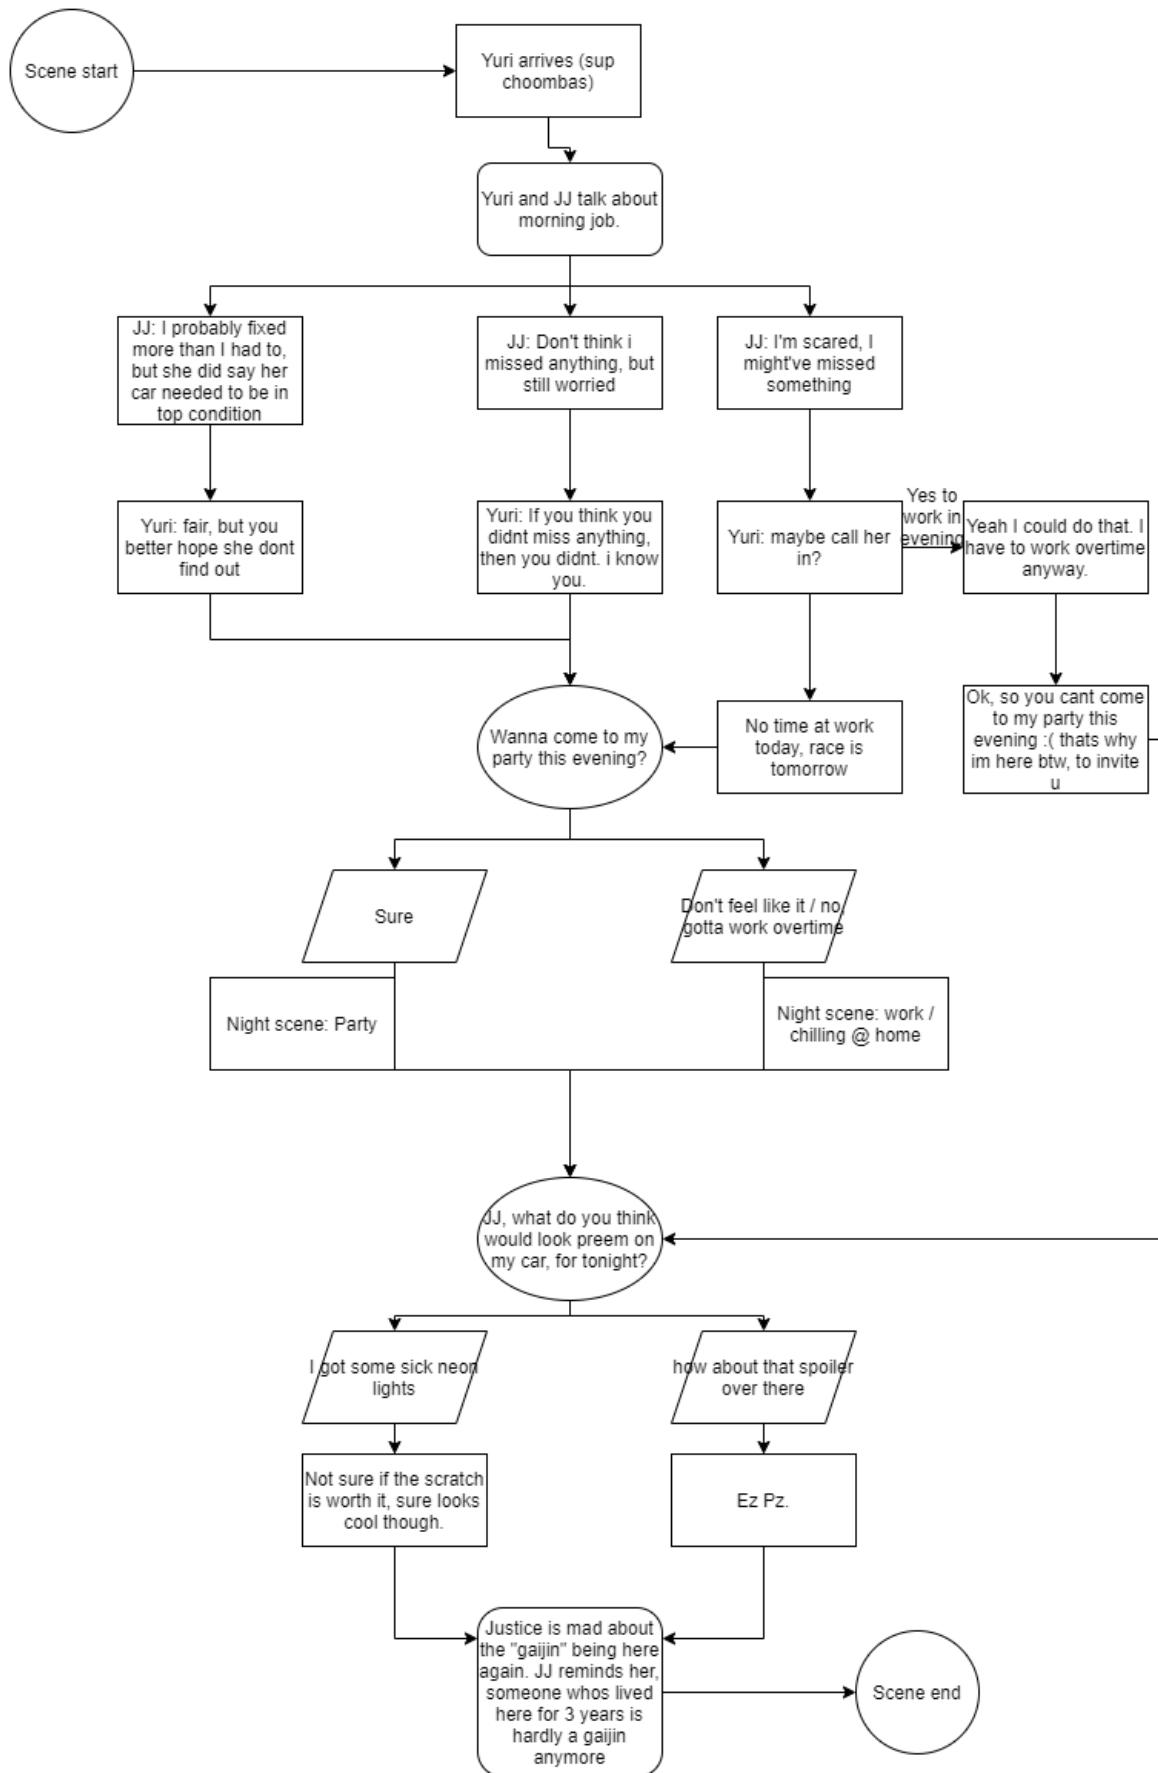 Scene start
Yuri arrives (sup
choombas)
Yuri and JJ talk about
morning job.
JJ: I probably fixed
more than I had to,
but she did say her
car needed to be in
top condition
JJ: Don't think i
missed anything, but
still worried
JJ: I'm scared, I
might've missed
something
Yuri: fair, but you
better hope she dont
find out
Yuri: If you think you
didnt miss anything,
then you didnt. i know
you.
Yuri: maybe call her
in?
Yes to
work in
evening
Yeah I could do that. I
have to work overtime
anyway.
Wanna come to my
party this evening?
No time at work
today, race is
tomorrow
Ok, so you cant come
to my party this
evening :( thats why
im here btw, to invite
u
Sure
Don't feel like it / no,
gotta work overtime
Night scene: Party
Night scene: work /
chilling @ home
JJ, what do you think
would look preem on
my car, for tonight?
I got some sick neon
lights
how about that spoiler
over there
Not sure if the scratch
is worth it, sure looks
cool though.
Ez Pz.
Justice is mad about
the "gaijin" being here
again. JJ reminds her,
someone whos lived
here for 3 years is
hardly a gaijin
anymore
Scene end